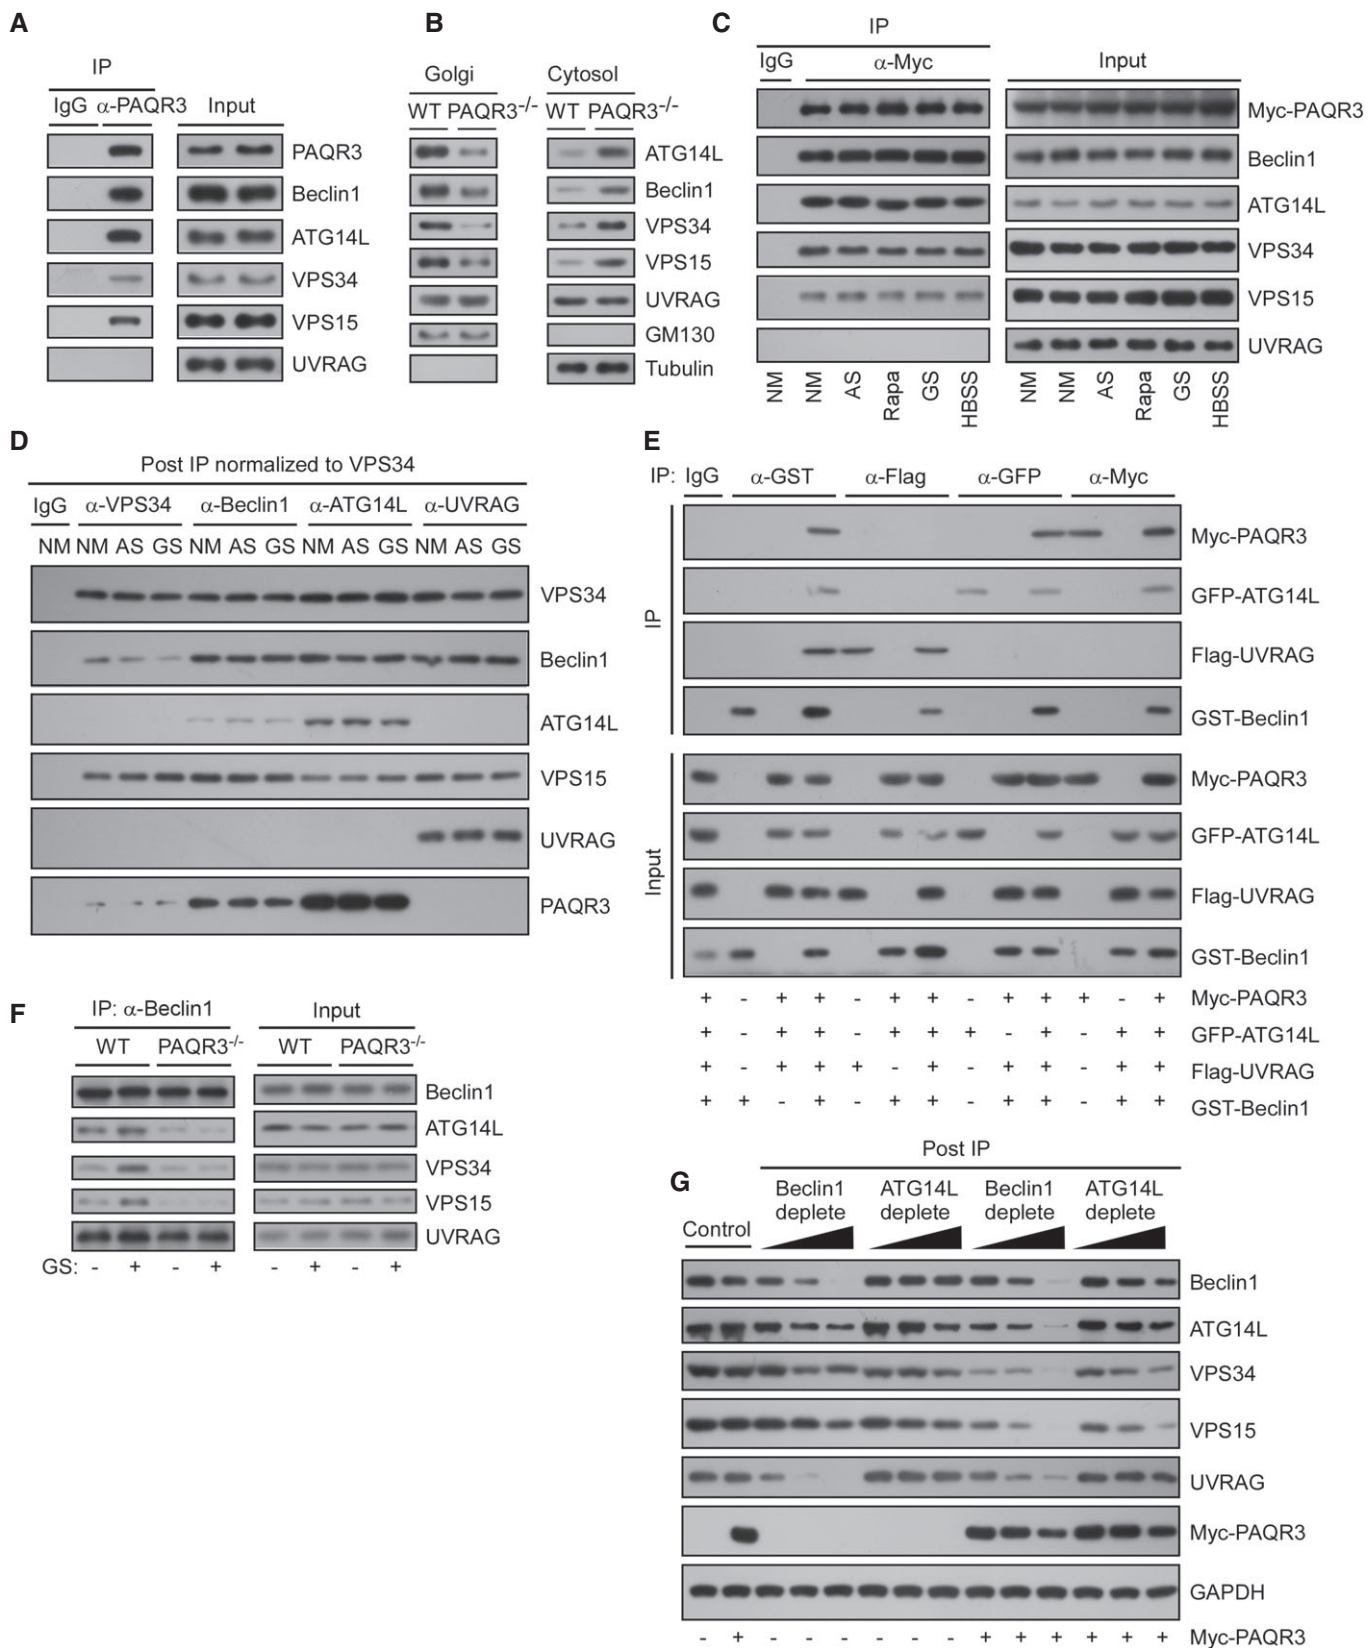 A
IP
IgG α-PAQR3 Input
PAQR3
Beclin1
ATG14L
VPS34
VPS15
UVRAG
B
Golgi Cytosol
WT PAQR3-/- WT PAQR3-/-
ATG14L
Beclin1
VPS34
VPS15
UVRAG
GM130
Tubulin
C
IP
IgG α-Myc Input
Myc-PAQR3
Beclin1
ATG14L
VPS34
VPS15
UVRAG
NM NM AS Rapa GS HBSS NM NM AS Rapa GS HBSS
D
Post IP normalized to VPS34
IgG α-VPS34 α-Beclin1 α-ATG14L α-UVRAG
NM NM AS GS NM AS GS NM AS GS NM AS GS
VPS34
Beclin1
ATG14L
VPS15
UVRAG
PAQR3
E
IP: IgG α-GST α-Flag α-GFP α-Myc
IP
Myc-PAQR3
GFP-ATG14L
Flag-UVRAG
GST-Beclin1
Input
Myc-PAQR3
GFP-ATG14L
Flag-UVRAG
GST-Beclin1
+ - + + - + + - + + + - + Myc-PAQR3
+ - + + - + + + - + - + + GFP-ATG14L
+ - + + + - + - + + - + + Flag-UVRAG
+ + - + - + + - + + - + + GST-Beclin1
F
IP: α-Beclin1 Input
WT PAQR3-/- WT PAQR3-/-
Beclin1
ATG14L
VPS34
VPS15
UVRAG
GS: - + - + - + - +
G
Post IP
Control Beclin1 deplete ATG14L deplete Beclin1 deplete ATG14L deplete
Beclin1
ATG14L
VPS34
VPS15
UVRAG
Myc-PAQR3
GAPDH
- + - - - - - - + + + + + + Myc-PAQR3